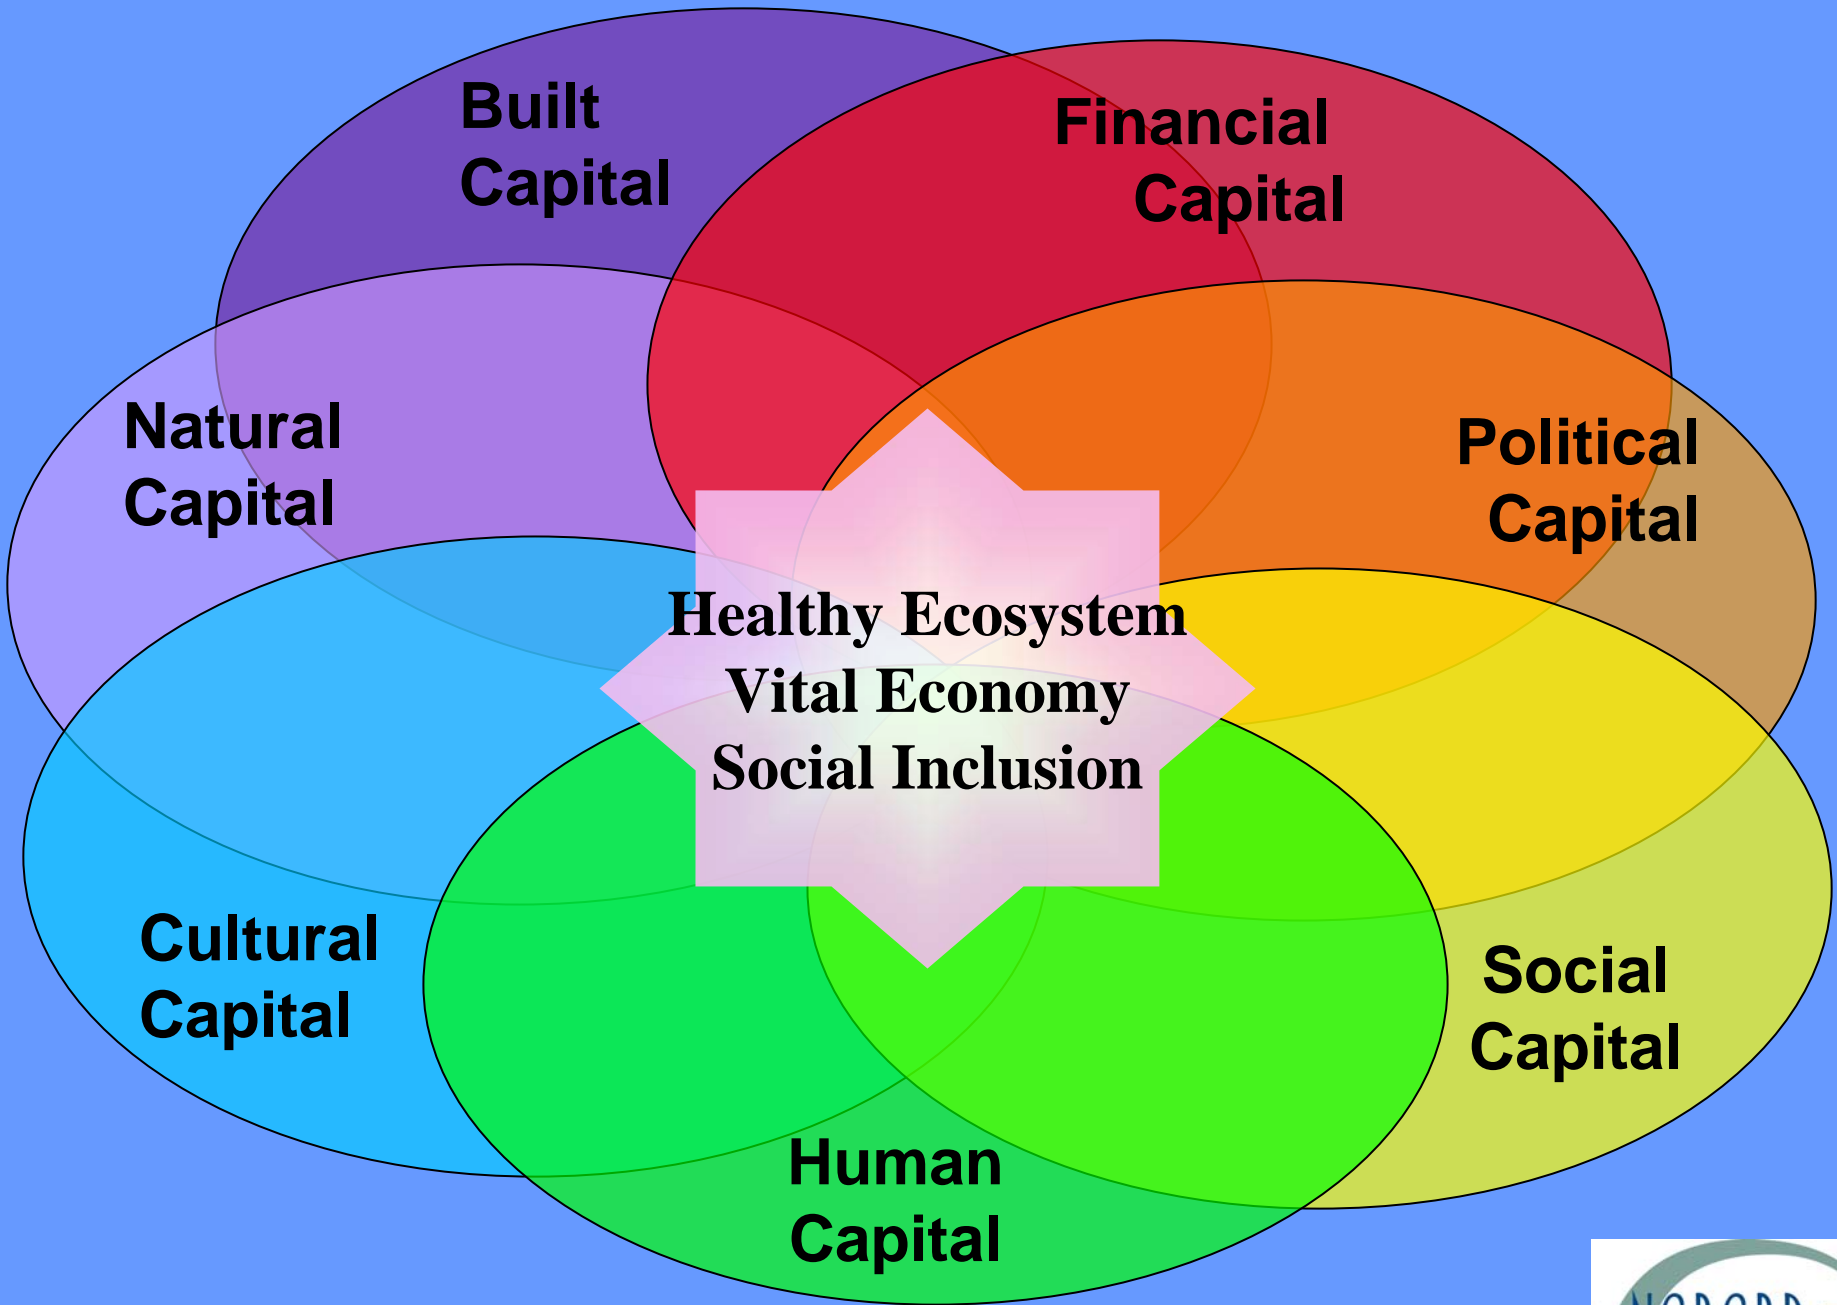 Built
Capital
Financial
Capital
Natural
Capital
Political
Capital
Healthy Ecosystem
Vital Economy
Social Inclusion
Cultural
Capital
Social
Capital
Human
Capital